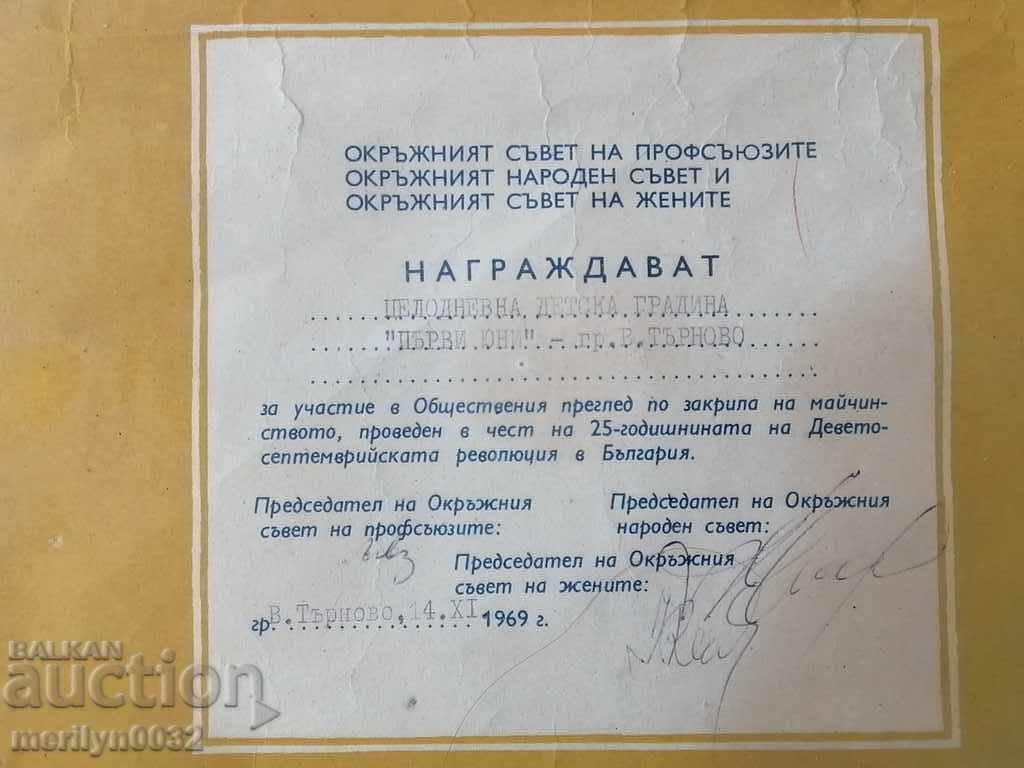 ОКРЪЖНИЯТ СЪВЕТ НА ПРОФСЪЮЗИТЕ
ОКРЪЖНИЯТ НАРОДЕН СЪВЕТ И
ОКРЪЖНИЯТ СЪВЕТ НА ЖЕНИТЕ
НАГРАЖДАВАТ
ЦЕЛОДНЕВНА ДЕТСКА ГРАДИНА
"ПЪРВИ ЮНИ" - гр.В.ТЪРНОВО
за участие в Обществения преглед по закрила на майчин-
ството, проведен в чест на 25-годишнината на Девето-
септемврийската революция в България.
Председател на Окръжния
съвет на профсъюзите:
Председател на Окръжния
народен съвет:
Председател на Окръжния
съвет на жените:
гр. В.Търново, 14.XI. 1969 г.
BALKAN
auction
merilyn0032